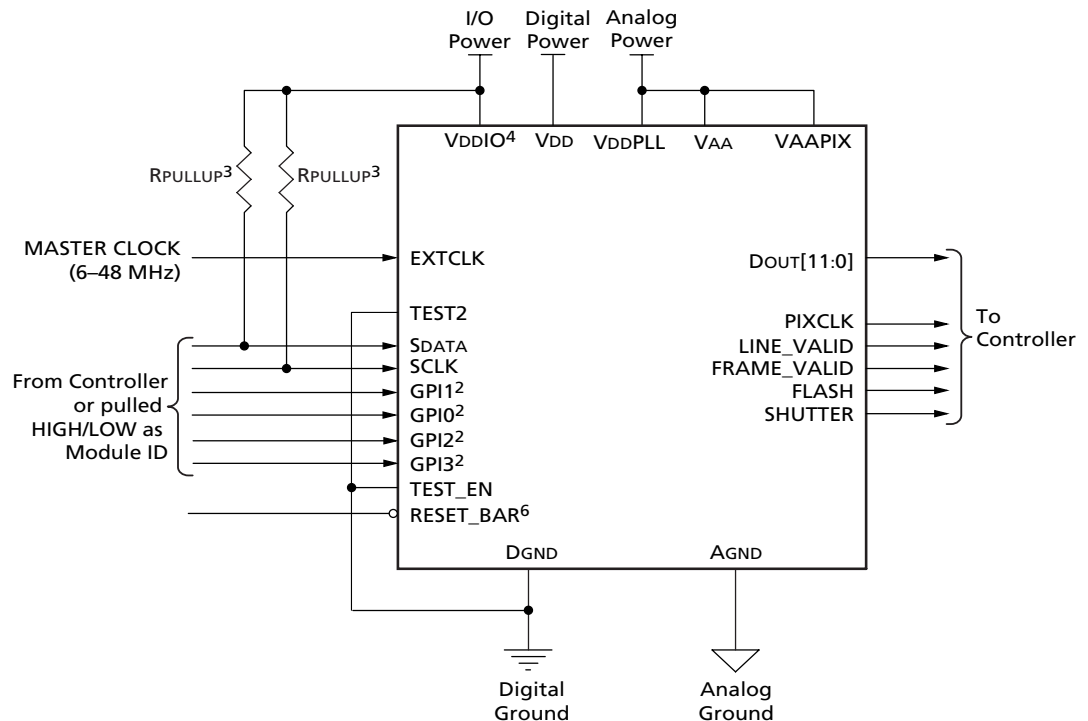 I/O
Power
Digital
Power
Analog
Power
VDDIO4
VDD
VDDPLL
VAA
VAAPIX
RPULLUP3
RPULLUP3
MASTER CLOCK
(6–48 MHz)
EXTCLK
DOUT[11:0]
TEST2
PIXCLK
To
Controller
SDATA
LINE_VALID
SCLK
FRAME_VALID
From Controller
or pulled
HIGH/LOW as
Module ID
GPI12
FLASH
GPI02
SHUTTER
GPI22
GPI32
TEST_EN
RESET_BAR6
DGND
AGND
Digital
Ground
Analog
Ground